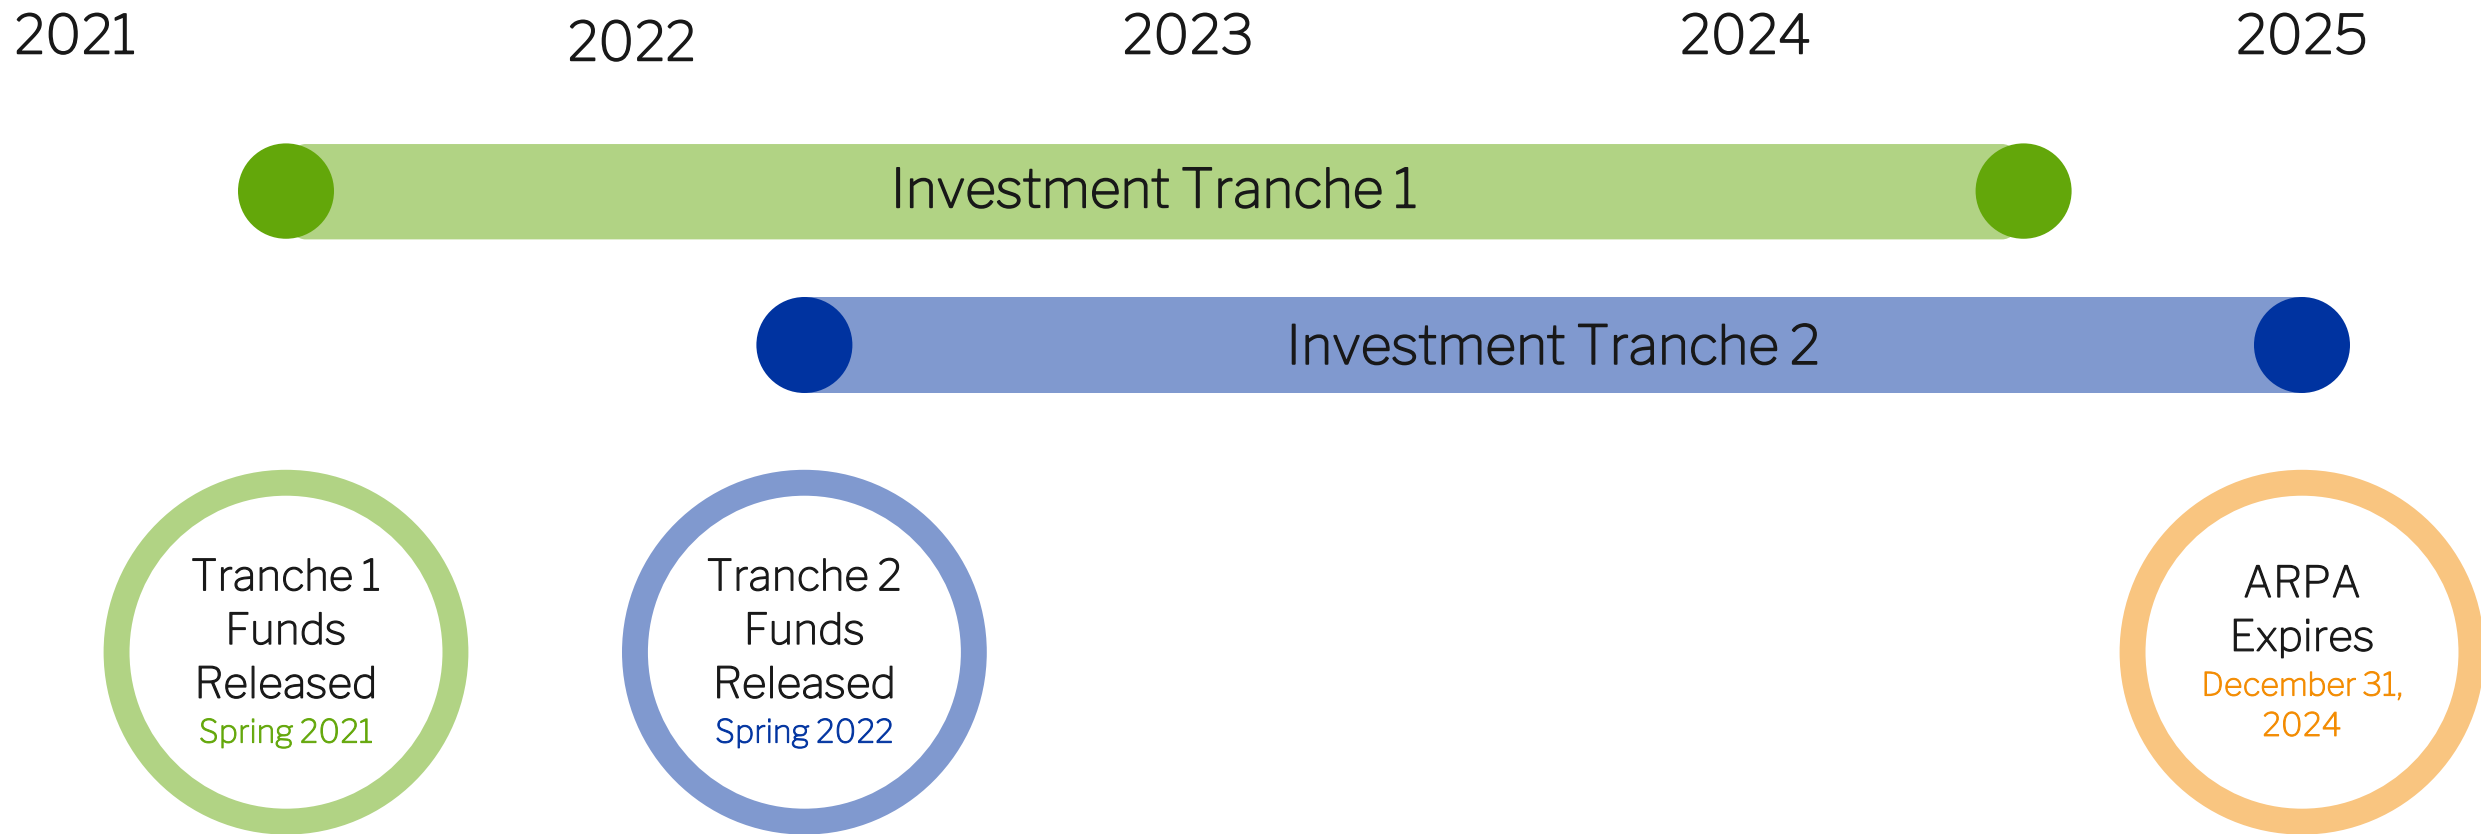 2021
2022
2023
2024
2025
Investment Tranche 1
Investment Tranche 2
Tranche 1
Funds
Released
Spring 2021
Tranche 2
Funds
Released
Spring 2022
ARPA
Expires
December 31,
2024